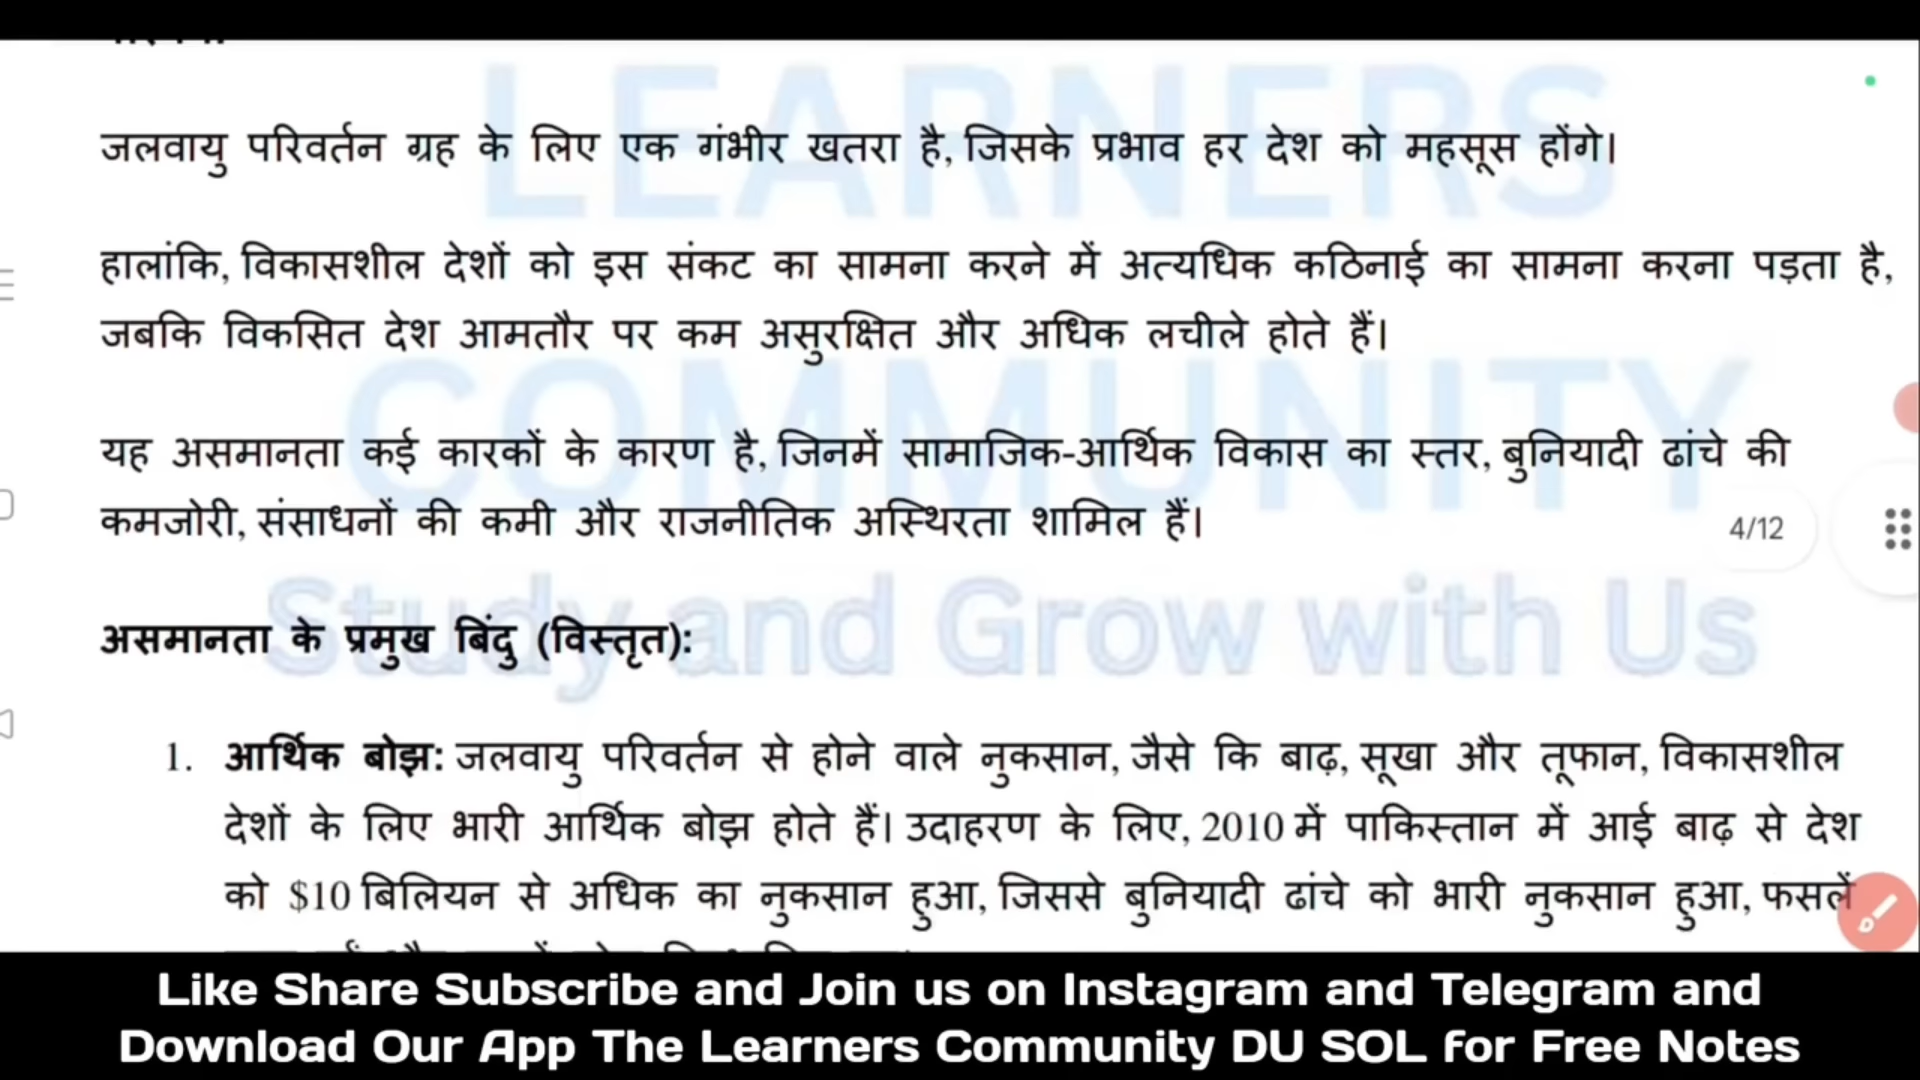 LEARNERS
जलवायु परिवर्तन ग्रह के लिए एक गंभीर खतरा है, जिसके प्रभाव हर देश को महसूस होंगे।
हालांकि, विकासशील देशों को इस संकट का सामना करने में अत्यधिक कठिनाई का सामना करना पड़ता है,
जबकि विकसित देश आमतौर पर कम असुरक्षित और अधिक लचीले होते हैं।
COMMUNITY
यह असमानता कई कारकों के कारण है, जिनमें सामाजिक-आर्थिक विकास का स्तर, बुनियादी ढांचे की
कमजोरी, संसाधनों की कमी और राजनीतिक अस्थिरता शामिल हैं।
4/12
Study and Grow with Us
असमानता के प्रमुख बिंदु (विस्तृत):
1. आर्थिक बोझ: जलवायु परिवर्तन से होने वाले नुकसान, जैसे कि बाढ़, सूखा और तूफान, विकासशील
देशों के लिए भारी आर्थिक बोझ होते हैं। उदाहरण के लिए, 2010 में पाकिस्तान में आई बाढ़ से देश
को $10 बिलियन से अधिक का नुकसान हुआ, जिससे बुनियादी ढांचे को भारी नुकसान हुआ, फसलें
Like Share Subscribe and Join us on Instagram and Telegram and
Download Our App The Learners Community DU SOL for Free Notes